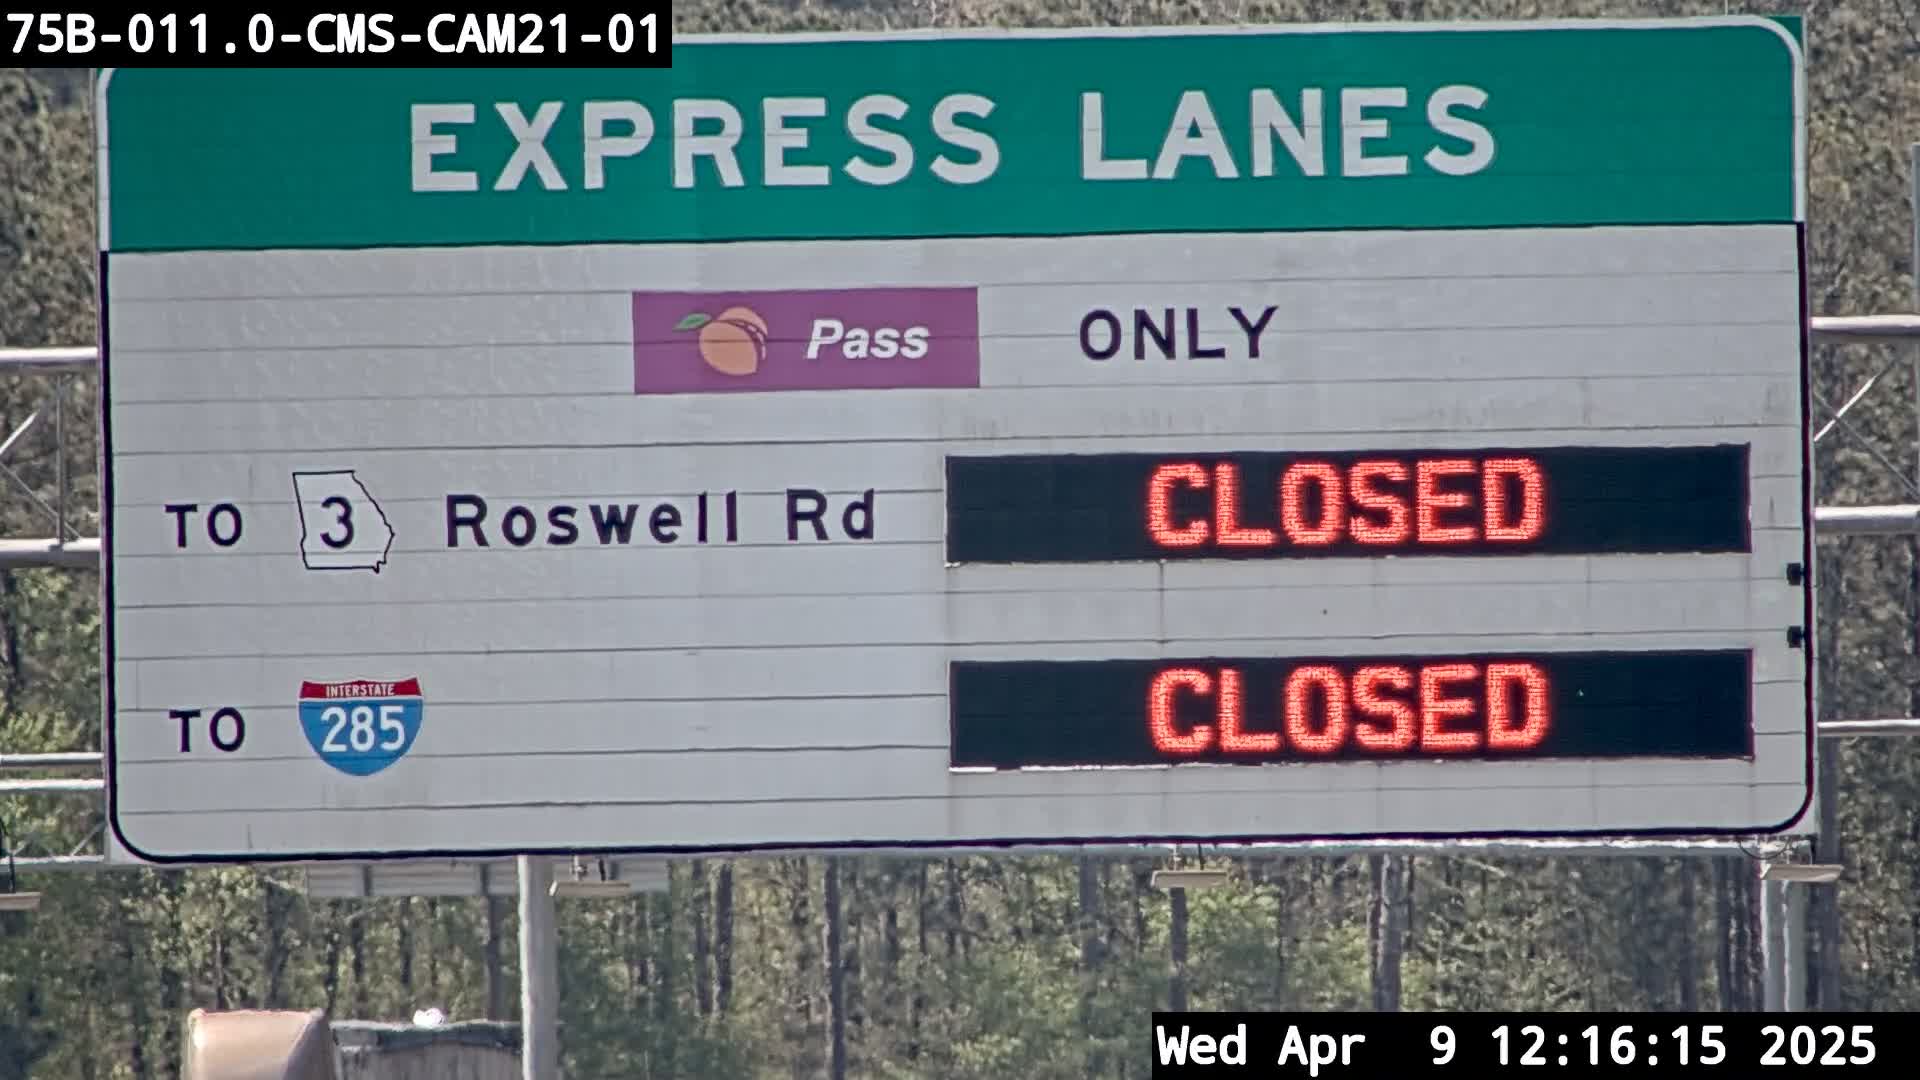 75B-011.0-CMS-CAM21-01
EXPRESS LANES
Pass ONLY
TO 3 Roswell Rd CLOSED
TO INTERSTATE 285 CLOSED
Wed Apr 9 12:16:15 2025